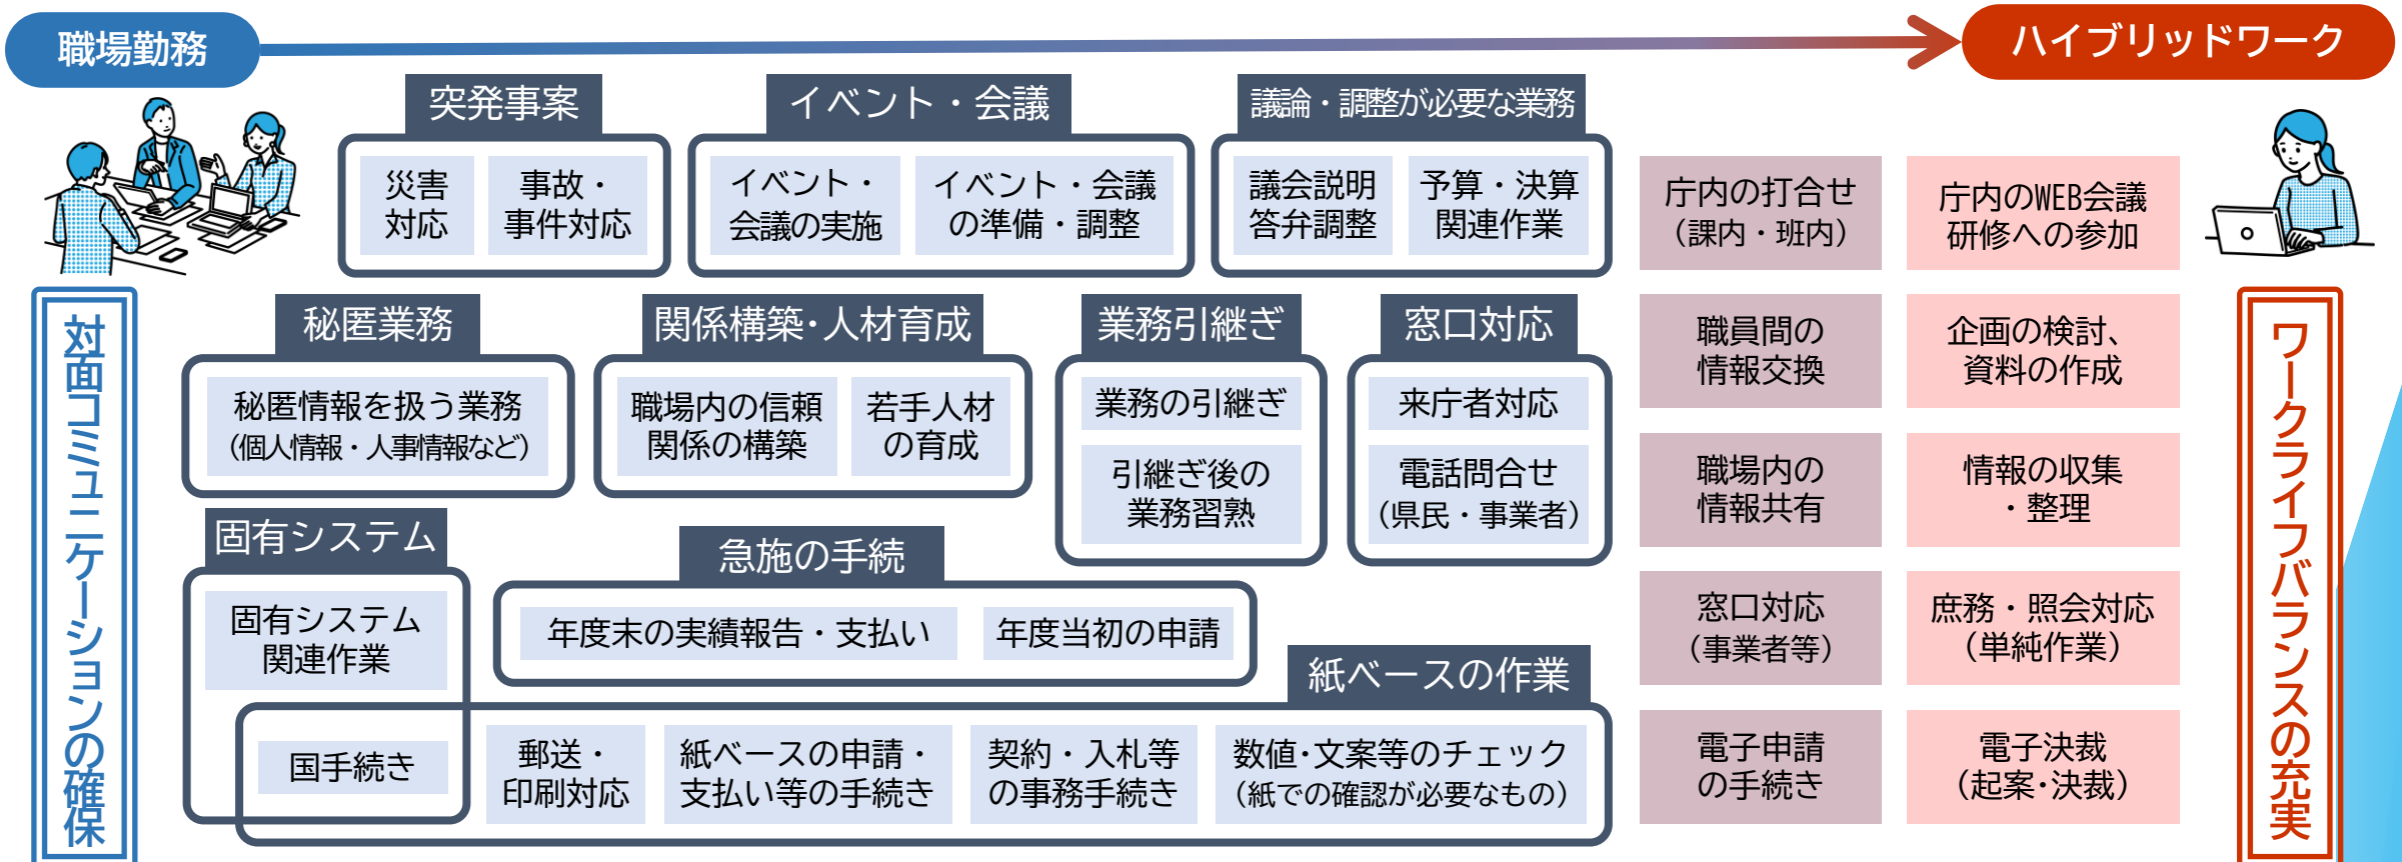 職場勤務
ハイブリッドワーク
突発事案
災害
対応
事故・
事件対応
イベント・会議
イベント・
会議の実施
イベント・会議
の準備・調整
議論・調整が必要な業務
議会説明
答弁調整
予算・決算
関連作業
庁内の打合せ
（課内・班内）
庁内のWEB会議
研修への参加
対面コミュニケーションの確保
秘匿業務
秘匿情報を扱う業務
（個人情報・人事情報など）
関係構築・人材育成
職場内の信頼
関係の構築
若手人材
の育成
業務引継ぎ
業務の引継ぎ
引継ぎ後の
業務習熟
窓口対応
来庁者対応
電話問合せ
（県民・事業者）
職員間の
情報交換
企画の検討、
資料の作成
職場内の
情報共有
情報の収集
・整理
固有システム
固有システム
関連作業
国手続き
急施の手続
年度末の実績報告・支払い
年度当初の申請
紙ベースの作業
郵送・
印刷対応
紙ベースの申請・
支払い等の手続き
契約・入札等
の事務手続き
数値・文案等のチェック
（紙での確認が必要なもの）
窓口対応
（事業者等）
庶務・照会対応
（単純作業）
電子申請
の手続き
電子決裁
（起案・決裁）
ワークライフバランスの充実